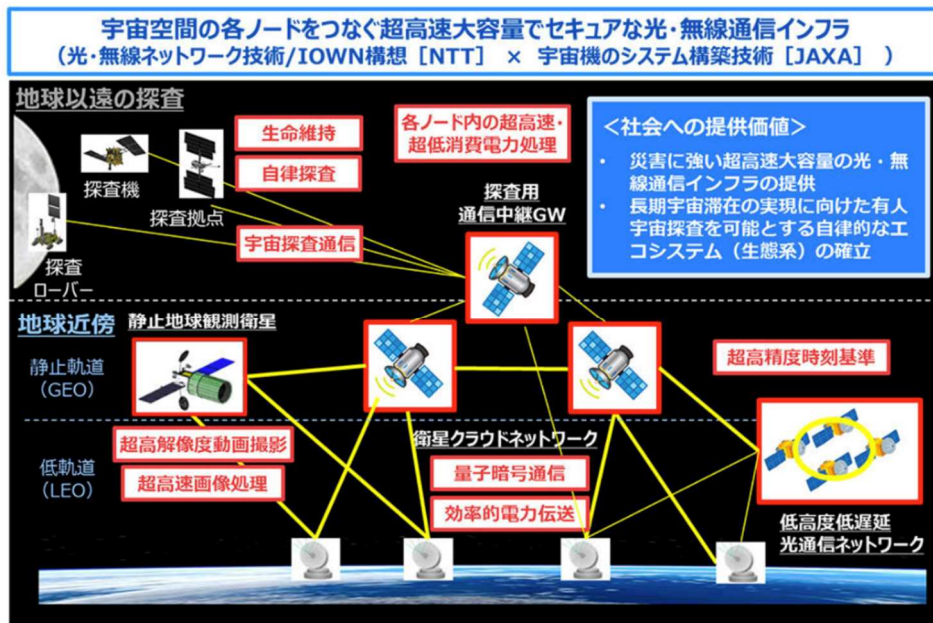 宇宙空間の各ノードをつなぐ超高速大容量でセキュアな光・無線通信インフラ
（光・無線ネットワーク技術/IOWN構想［NTT］ × 宇宙機のシステム構築技術［JAXA］ ）
地球以遠の探査
生命維持
自律探査
宇宙探査通信
探査機
探査拠点
探査
ローバー
各ノード内の超高速・
超低消費電力処理
探査用
通信中継GW
＜社会への提供価値＞
• 災害に強い超高速大容量の光・無
線通信インフラの提供
• 長期宇宙滞在の実現に向けた有人
宇宙探査を可能とする自律的なエ
コシステム（生態系）の確立
地球近傍
静止地球観測衛星
静止軌道
（GEO）
超高精度時刻基準
低軌道
（LEO）
超高解像度動画撮影
超高速画像処理
衛星クラウドネットワーク
量子暗号通信
効率的電力伝送
低高度低遅延
光通信ネットワーク